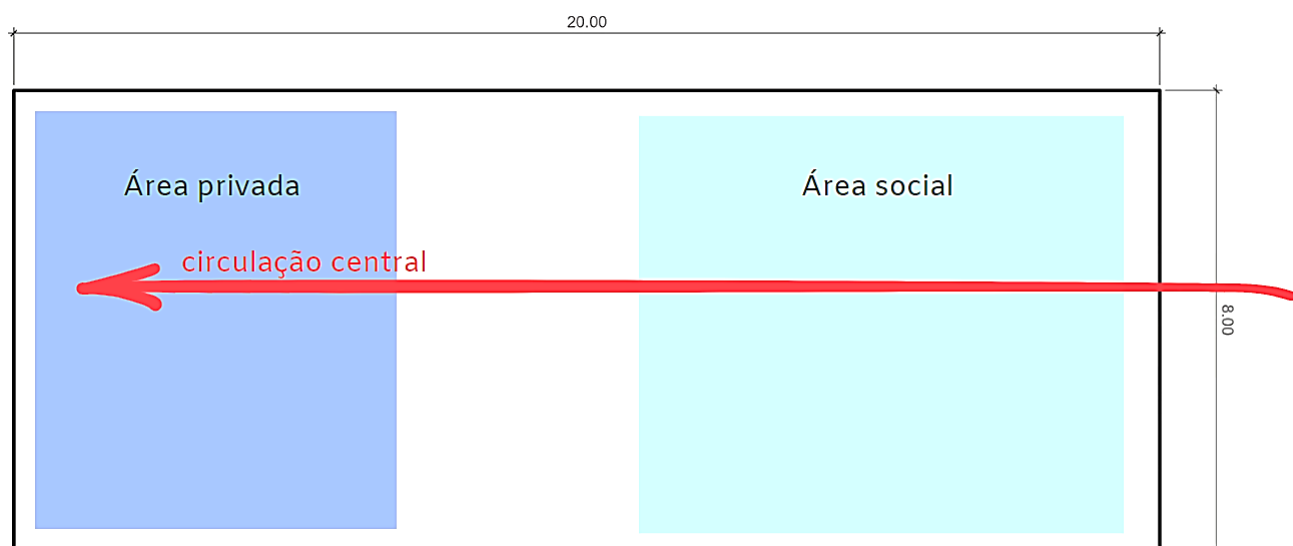 20.00
Área privada
Área social
circulação central
8.00